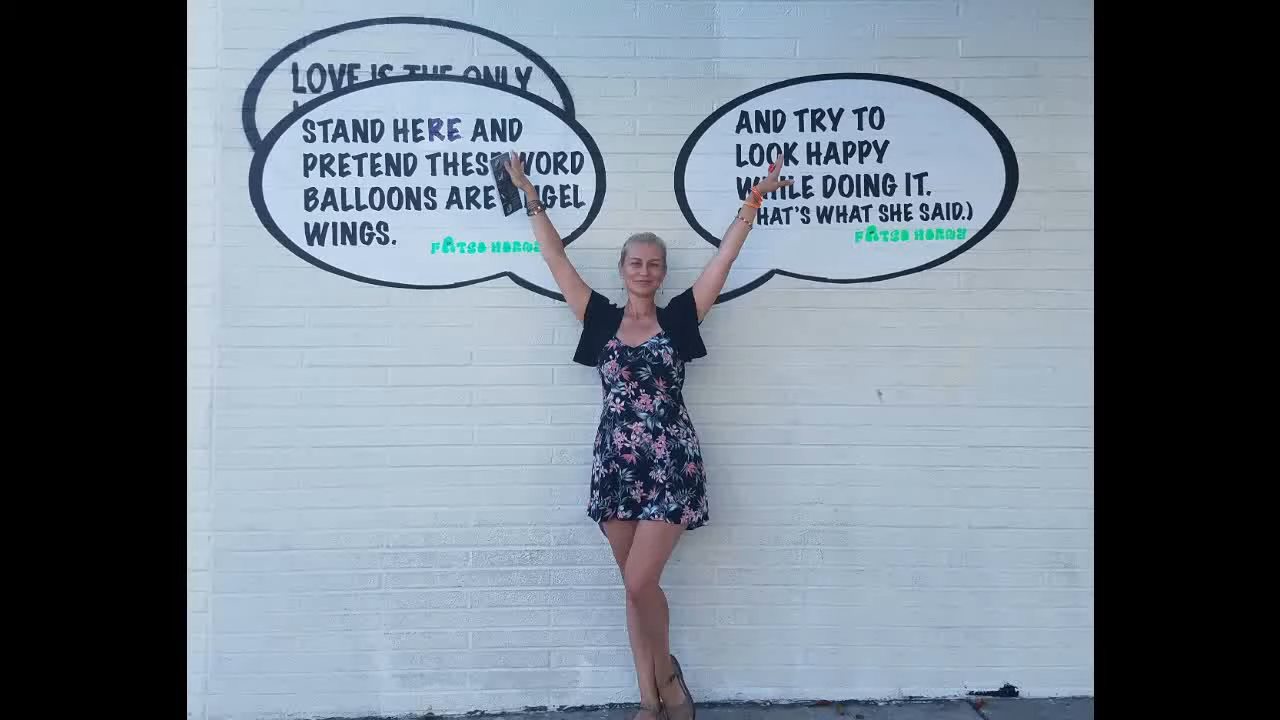 LOVE IS THE ONLY
STAND HERE AND
PRETEND THESE WORD
BALLOONS ARE ANGEL
WINGS.
AND TRY TO
LOOK HAPPY
WHILE DOING IT.
(THAT'S WHAT SHE SAID.)